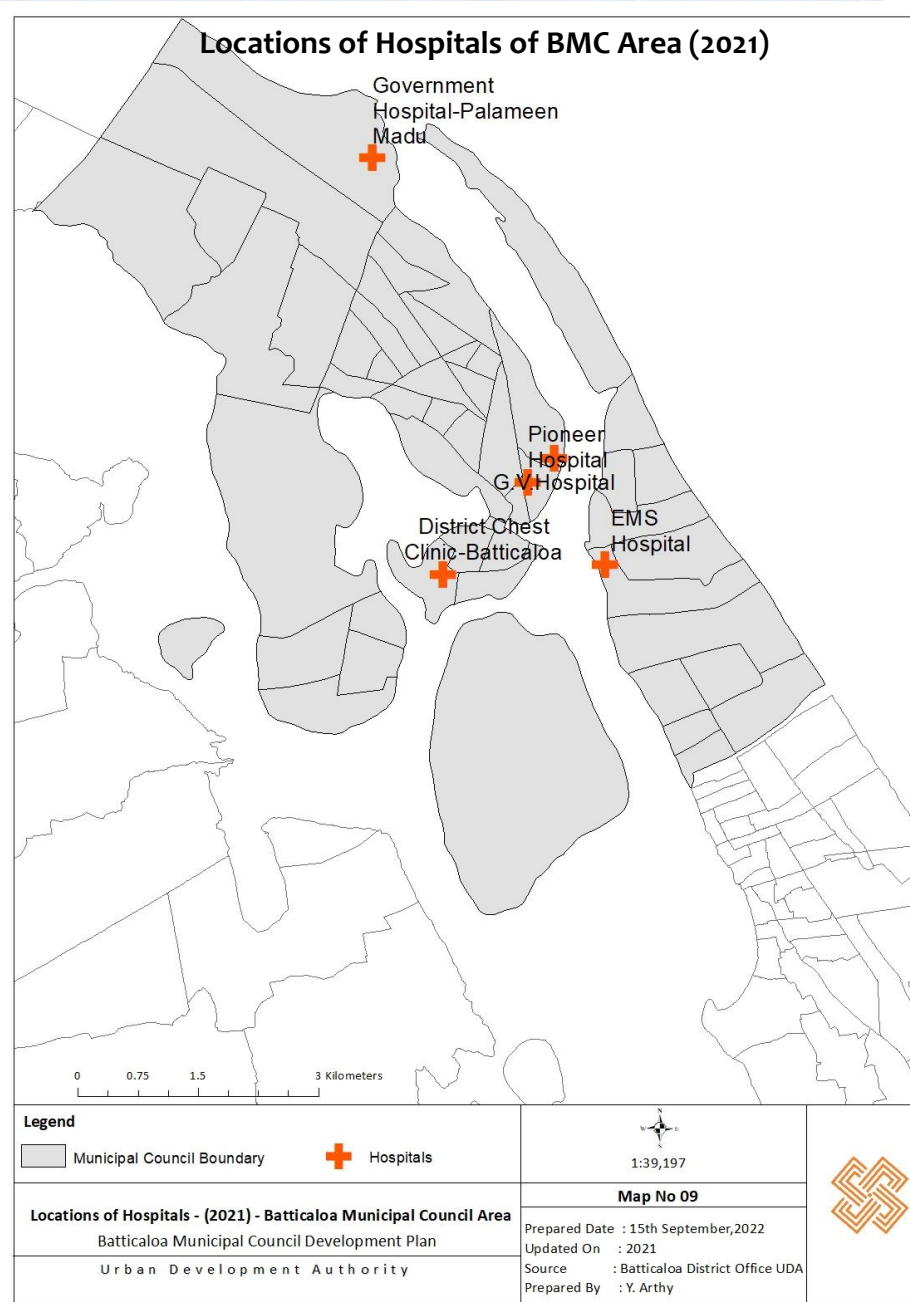 Locations of Hospitals of BMC Area (2021)
Government
Hospital-Palameen
Madu
Pioneer
Hospital
G.V.Hospital
EMS
Hospital
District Chest
Clinic-Batticaloa
0 0.75 1.5 3 Kilometers
Legend
Municipal Council Boundary
Hospitals
N
W E
S
1:39,197
Map No 09
Locations of Hospitals - (2021) - Batticaloa Municipal Council Area
Batticaloa Municipal Council Development Plan
Urban Development Authority
Prepared Date : 15th September,2022
Updated On : 2021
Source : Batticaloa District Office UDA
Prepared By : Y. Arthy